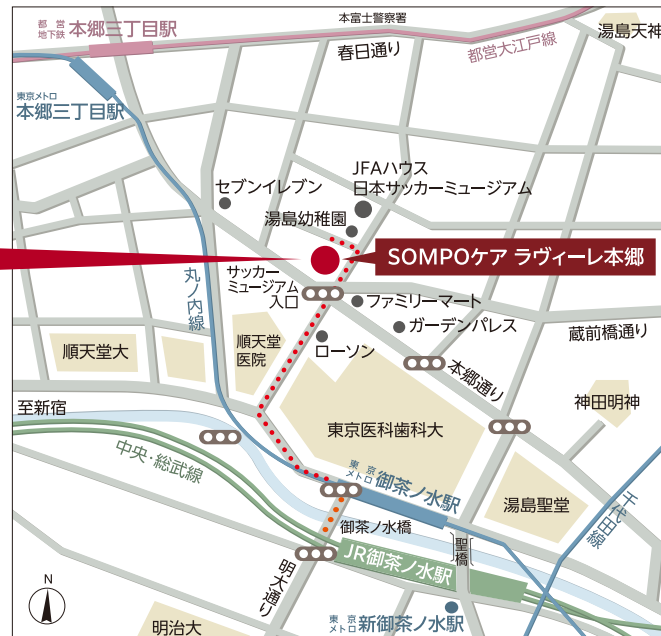 本富士警察署
都営
地下鉄 本郷三丁目駅
春日通り
都営大江戸線
湯島天神
東京メトロ
本郷三丁目駅
JFAハウス
日本サッカーミュージアム
セブンイレブン
湯島幼稚園
SOMPOケア ラヴィーレ本郷
丸ノ内線
サッカー
ミュージアム
入口
ファミリーマート
ガーデンパレス
蔵前橋通り
順天堂大
順天堂
医院
ローソン
本郷通り
至新宿
神田明神
東京医科歯科大
中央・総武線
東京
メトロ 御茶ノ水駅
湯島聖堂
千代田線
御茶ノ水橋
聖橋
JR御茶ノ水駅
明大通り
N
東京
メトロ 新御茶ノ水駅
明治大